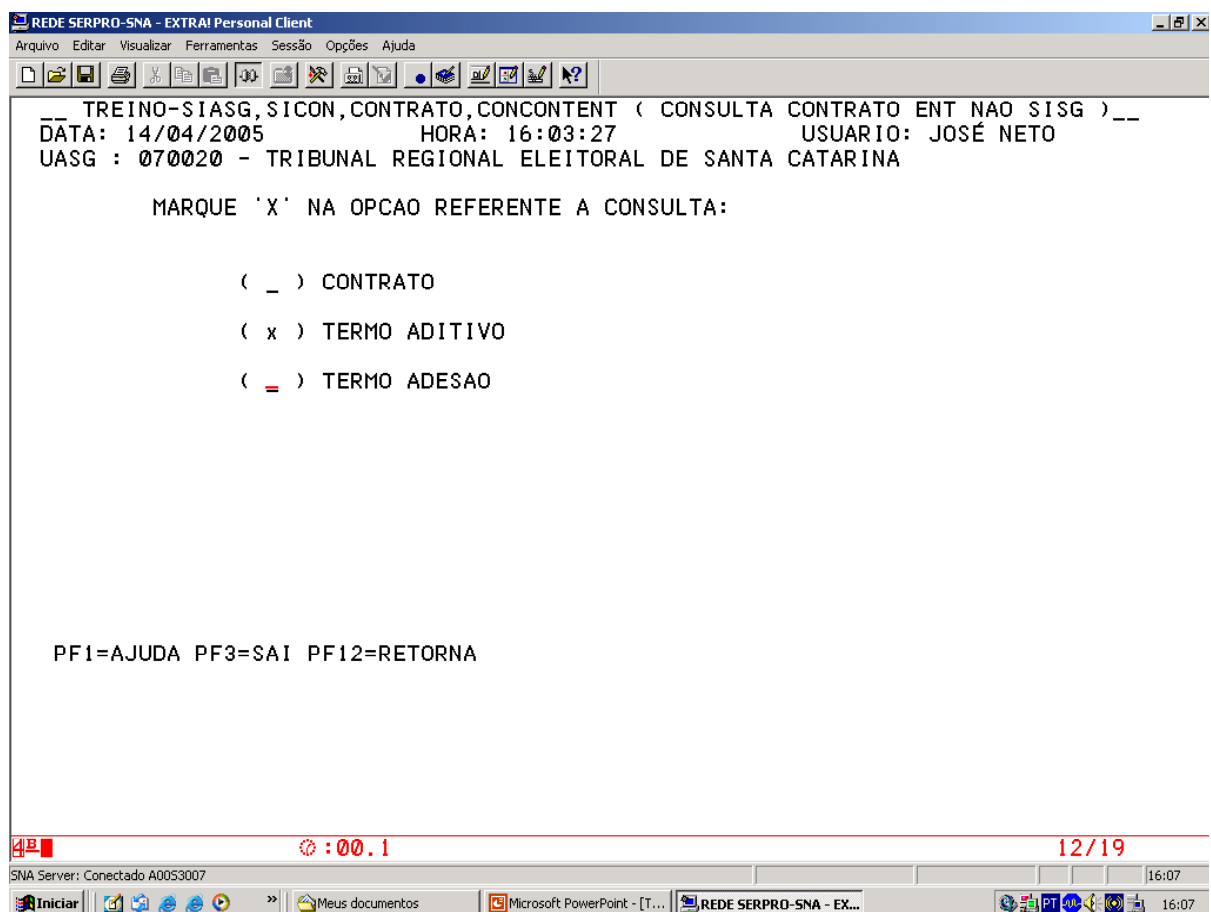 REDE SERPRO-SNA - EXTRA! Personal Client
Arquivo Editar Visualizar Ferramentas Sessão Opções Ajuda
__ TREINO-SIASG,SICON,CONTRATO,CONCONTENT ( CONSULTA CONTRATO ENT NAO SISG )__
DATA: 14/04/2005 HORA: 16:03:27 USUARIO: JOSÉ NETO
UASG : 070020 - TRIBUNAL REGIONAL ELEITORAL DE SANTA CATARINA
MARQUE 'X' NA OPCAO REFERENTE A CONSULTA:
( _ ) CONTRATO
( x ) TERMO ADITIVO
( _ ) TERMO ADESAO
PF1=AJUDA PF3=SAI PF12=RETORNA
4B :00.1 12/19
SNA Server: Conectado A0053007 16:07
Iniciar » Meus documentos Microsoft PowerPoint - [T... REDE SERPRO-SNA - EX... PT 16:07